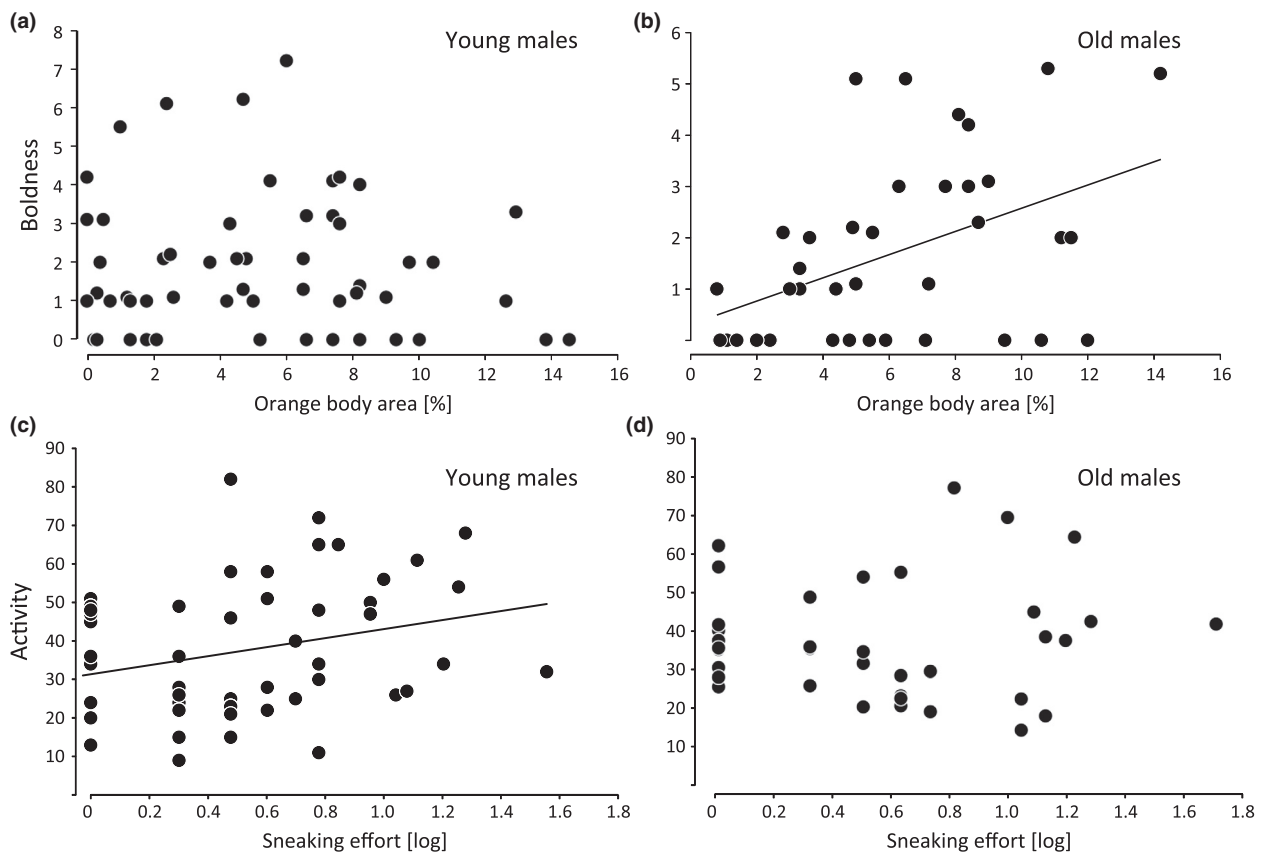 (a)
Young males
Boldness
8
7
6
5
4
3
2
1
0
0 2 4 6 8 10 12 14 16
Orange body area [%]
(b)
Old males
6
5
4
3
2
1
0 2 4 6 8 10 12 14 16
Orange body area [%]
(c)
Young males
Activity
90
80
70
60
50
40
30
20
10
0 0.2 0.4 0.6 0.8 1.0 1.2 1.4 1.6 1.8
Sneaking effort [log]
(d)
Old males
90
80
70
60
50
40
30
20
10
0 0.2 0.4 0.6 0.8 1.0 1.2 1.4 1.6 1.8
Sneaking effort [log]